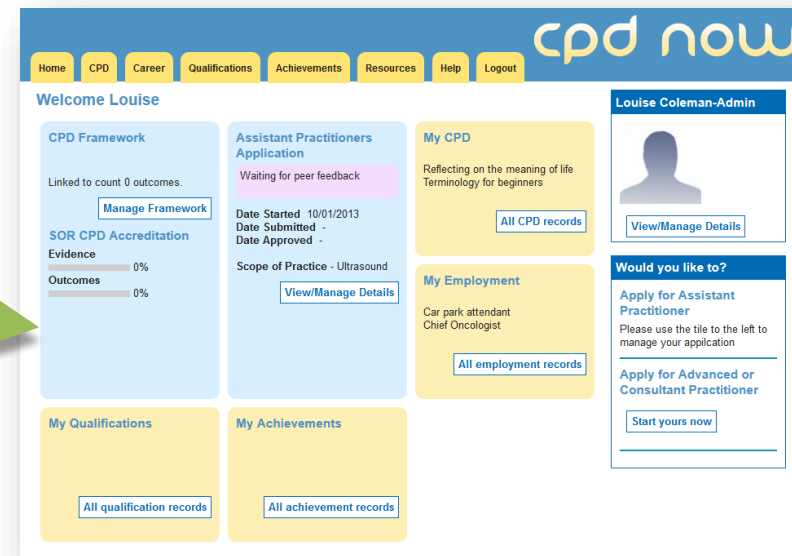 cpd now
Home CPD Career Qualifications Achievements Resources Help Logout
Welcome Louise
CPD Framework
Linked to count 0 outcomes.
Manage Framework
SOR CPD Accreditation
Evidence
0%
Outcomes
0%
Assistant Practitioners
Application
Waiting for peer feedback
Date Started 10/01/2013
Date Submitted -
Date Approved -
Scope of Practice - Ultrasound
View/Manage Details
My CPD
Reflecting on the meaning of life
Terminology for beginners
All CPD records
My Employment
Car park attendant
Chief Oncologist
All employment records
My Qualifications
All qualification records
My Achievements
All achievement records
Louise Coleman-Admin
View/Manage Details
Would you like to?
Apply for Assistant
Practitioner
Please use the tile to the left to
manage your appilcation
Apply for Advanced or
Consultant Practitioner
Start yours now